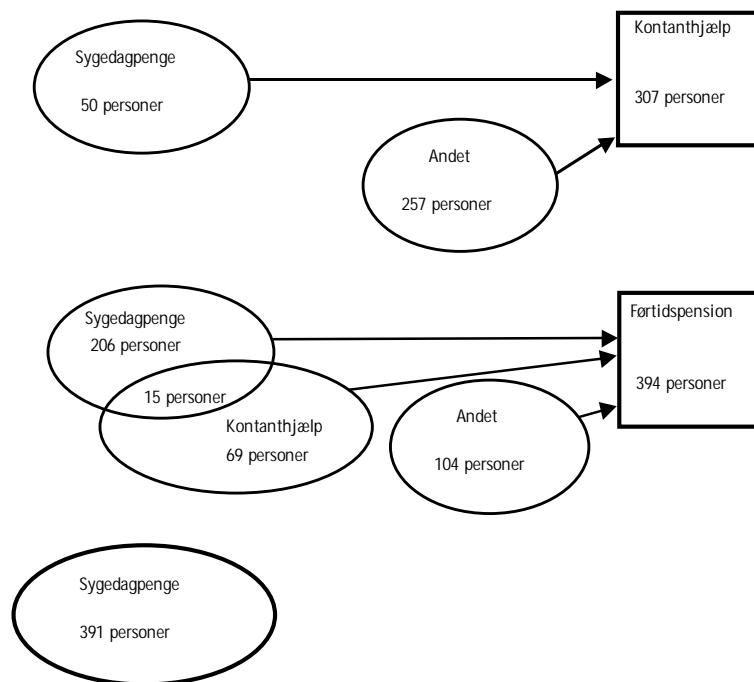 Sygedagpenge
50 personer
Kontanthjælp
307 personer
Andet
257 personer
Sygedagpenge
206 personer
15 personer
Kontanthjælp
69 personer
Andet
104 personer
Førtidspension
394 personer
Sygedagpenge
391 personer